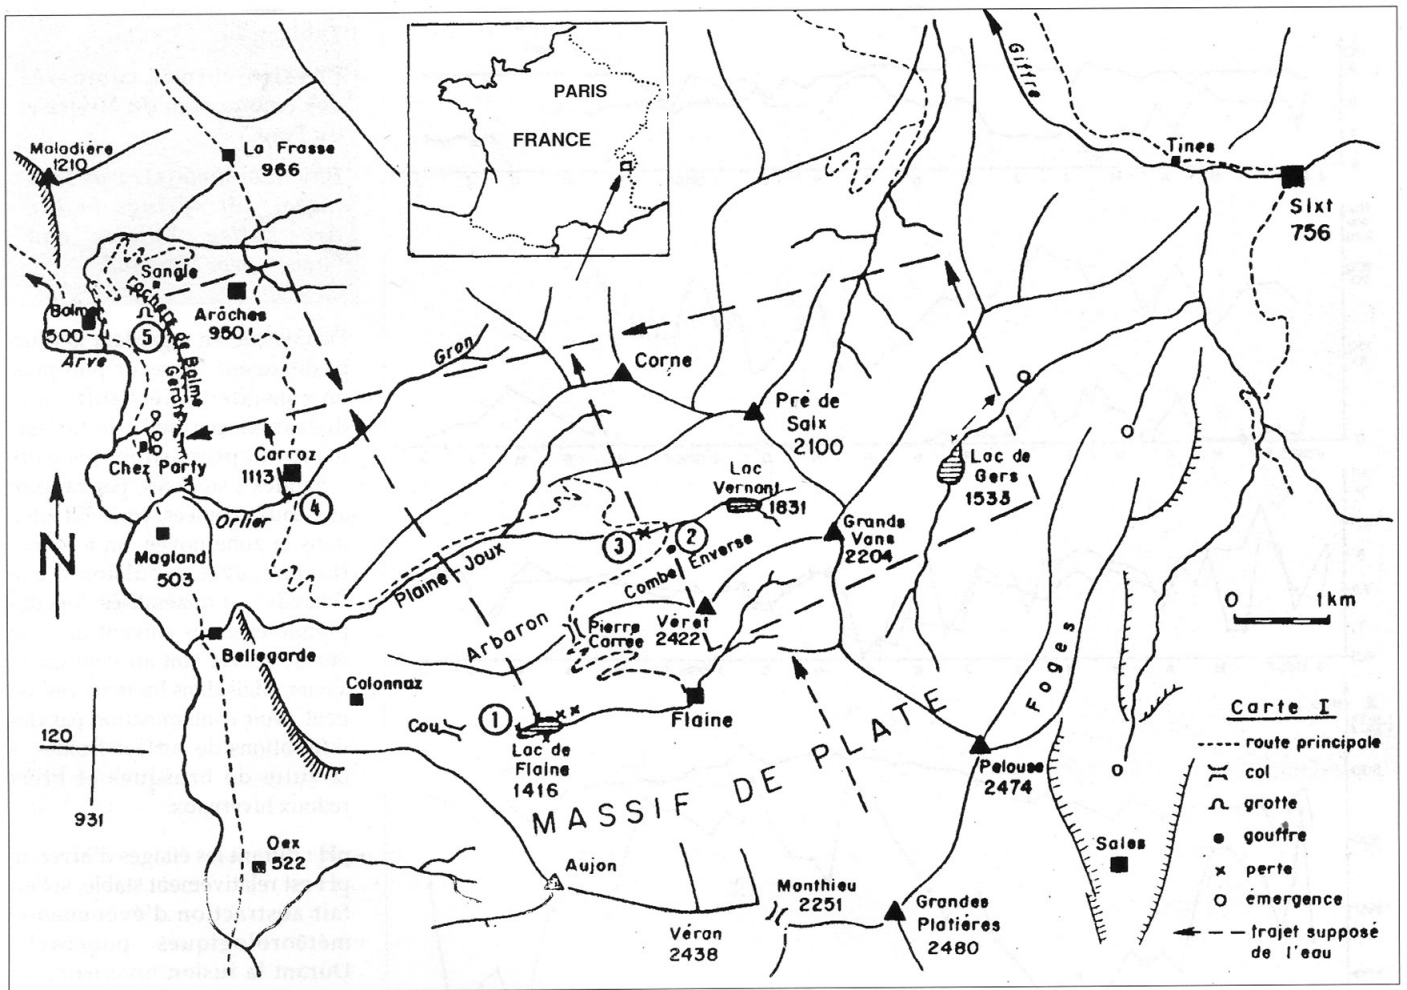 PARIS
FRANCE
Giffre
Tines
Sixt
756
Maladière
1210
La Frasse
966
Sangle
Rochers de Balme
Balme
500
Arâches
950
5
Arve
Gron
Corne
Pré de
Saix
2100
Chez Party
Carroz
1113
4
Orlier
Lac
Vernant
1831
Lac de
Gers
1533
N
Magland
503
Plaine-Joux
3
2
Combe Enverse
Grands
Vans
2204
0 1km
Arbaron
Pierre
Carrée
Véret
2422
Bellegarde
Colonnaz
Cou
1
Lac de
Flaine
1416
Flaine
MASSIF DE PLATÉ
Foges
Pelouse
2474
120
931
Oex
522
Aujon
Véran
2438
Monthieu
2251
Grandes
Platières
2480
Sales
Carte I
route principale
col
grotte
gouffre
perte
émergence
trajet supposé
de l'eau